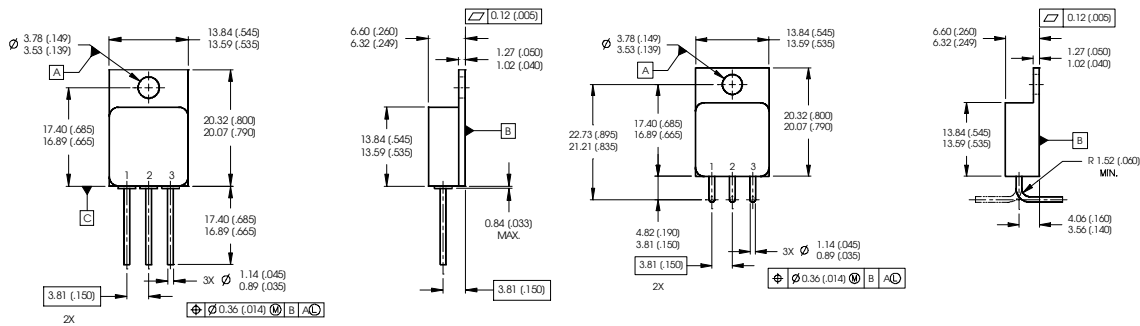 Ø 3.78 (.149)
3.53 (.139)
A
13.84 (.545)
13.59 (.535)
17.40 (.685)
16.89 (.665)
20.32 (.800)
20.07 (.790)
1 2 3
C
17.40 (.685)
16.89 (.665)
3X Ø 1.14 (.045)
0.89 (.035)
3.81 (.150)
2X
⌖ Ø 0.36 (.014) Ⓜ B A Ⓛ
6.60 (.260)
6.32 (.249)
⏥ 0.12 (.005)
1.27 (.050)
1.02 (.040)
13.84 (.545)
13.59 (.535)
B
0.84 (.033)
MAX.
3.81 (.150)
Ø 3.78 (.149)
3.53 (.139)
A
13.84 (.545)
13.59 (.535)
22.73 (.895)
21.21 (.835)
17.40 (.685)
16.89 (.665)
20.32 (.800)
20.07 (.790)
1 2 3
4.82 (.190)
3.81 (.150)
3X Ø 1.14 (.045)
0.89 (.035)
3.81 (.150)
2X
⌖ Ø 0.36 (.014) Ⓜ B A Ⓛ
6.60 (.260)
6.32 (.249)
⏥ 0.12 (.005)
1.27 (.050)
1.02 (.040)
13.84 (.545)
13.59 (.535)
B
R 1.52 (.060)
MIN.
4.06 (.160)
3.56 (.140)